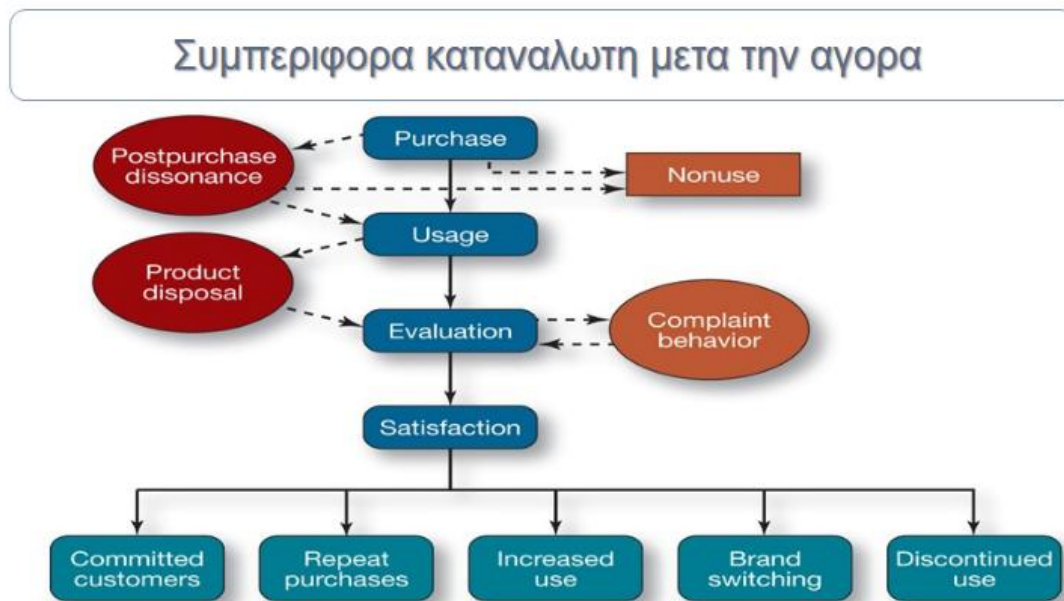 Συμπεριφορα καταναλωτη μετα την αγορα
Purchase
Postpurchase
dissonance
Nonuse
Usage
Product
disposal
Evaluation
Complaint
behavior
Satisfaction
Committed
customers
Repeat
purchases
Increased
use
Brand
switching
Discontinued
use